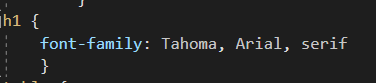 }
h1 {
font-family: Tahoma, Arial, serif
}